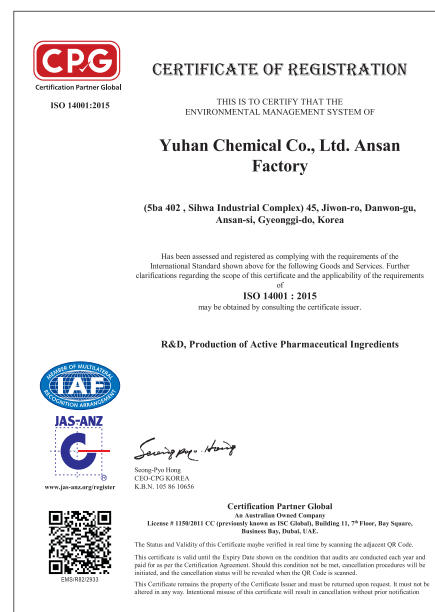 CPG
Certification Partner Global
ISO 14001:2015
CERTIFICATE OF REGISTRATION
THIS IS TO CERTIFY THAT THE
ENVIRONMENTAL MANAGEMENT SYSTEM OF
Yuhan Chemical Co., Ltd. Ansan
Factory
(5ba 402 , Sihwa Industrial Complex) 45, Jiwon-ro, Danwon-gu,
Ansan-si, Gyeonggi-do, Korea
Has been assessed and registered as complying with the requirements of the
International Standard shown above for the following Goods and Services. Further
clarifications regarding the scope of this certificate and the applicability of the requirements
of
ISO 14001 : 2015
may be obtained by consulting the certificate issuer.
R&D, Production of Active Pharmaceutical Ingredients
MEMBER OF MULTILATERAL
IAF
RECOGNITION ARRANGEMENT
JAS-ANZ
www.jas-anz.org/register
Seong-Pyo Hong
Seong-Pyo Hong
CEO-CPG KOREA
K.B.N. 105 86 10656
EMS/R82/2933
Certification Partner Global
An Australian Owned Company
License # 1150/2011 CC (previously known as ISC Global), Building 11, 7th Floor, Bay Square,
Business Bay, Dubai, UAE.
The Status and Validity of this Certificate maybe verified in real time by scanning the adjacent QR Code.
This certificate is valid until the Expiry Date shown on the condition that audits are conducted each year and
paid for as per the Certification Agreement. Should this condition not be met, cancellation procedures will be
initiated, and the cancellation status will be revealed when the QR Code is scanned.
This Certificate remains the property of the Certificate Issuer and must be returned upon request. It must not be
altered in any way. Intentional misuse of this certificate will result in cancellation without prior notification